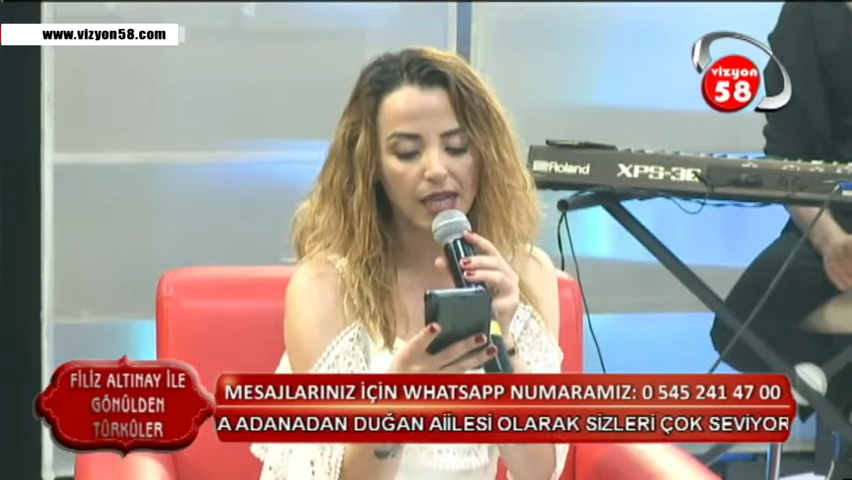 www.vizyon58.com
vizyon
58
Roland
XPS-30
FİLİZ ALTINAY İLE
GÖNÜLDEN
TÜRKÜLER
MESAJLARINIZ İÇİN WHATSAPP NUMARAMIZ: 0 545 241 47 00
A ADANADAN DUĞAN AİİLESİ OLARAK SİZLERİ ÇOK SEVİYOR